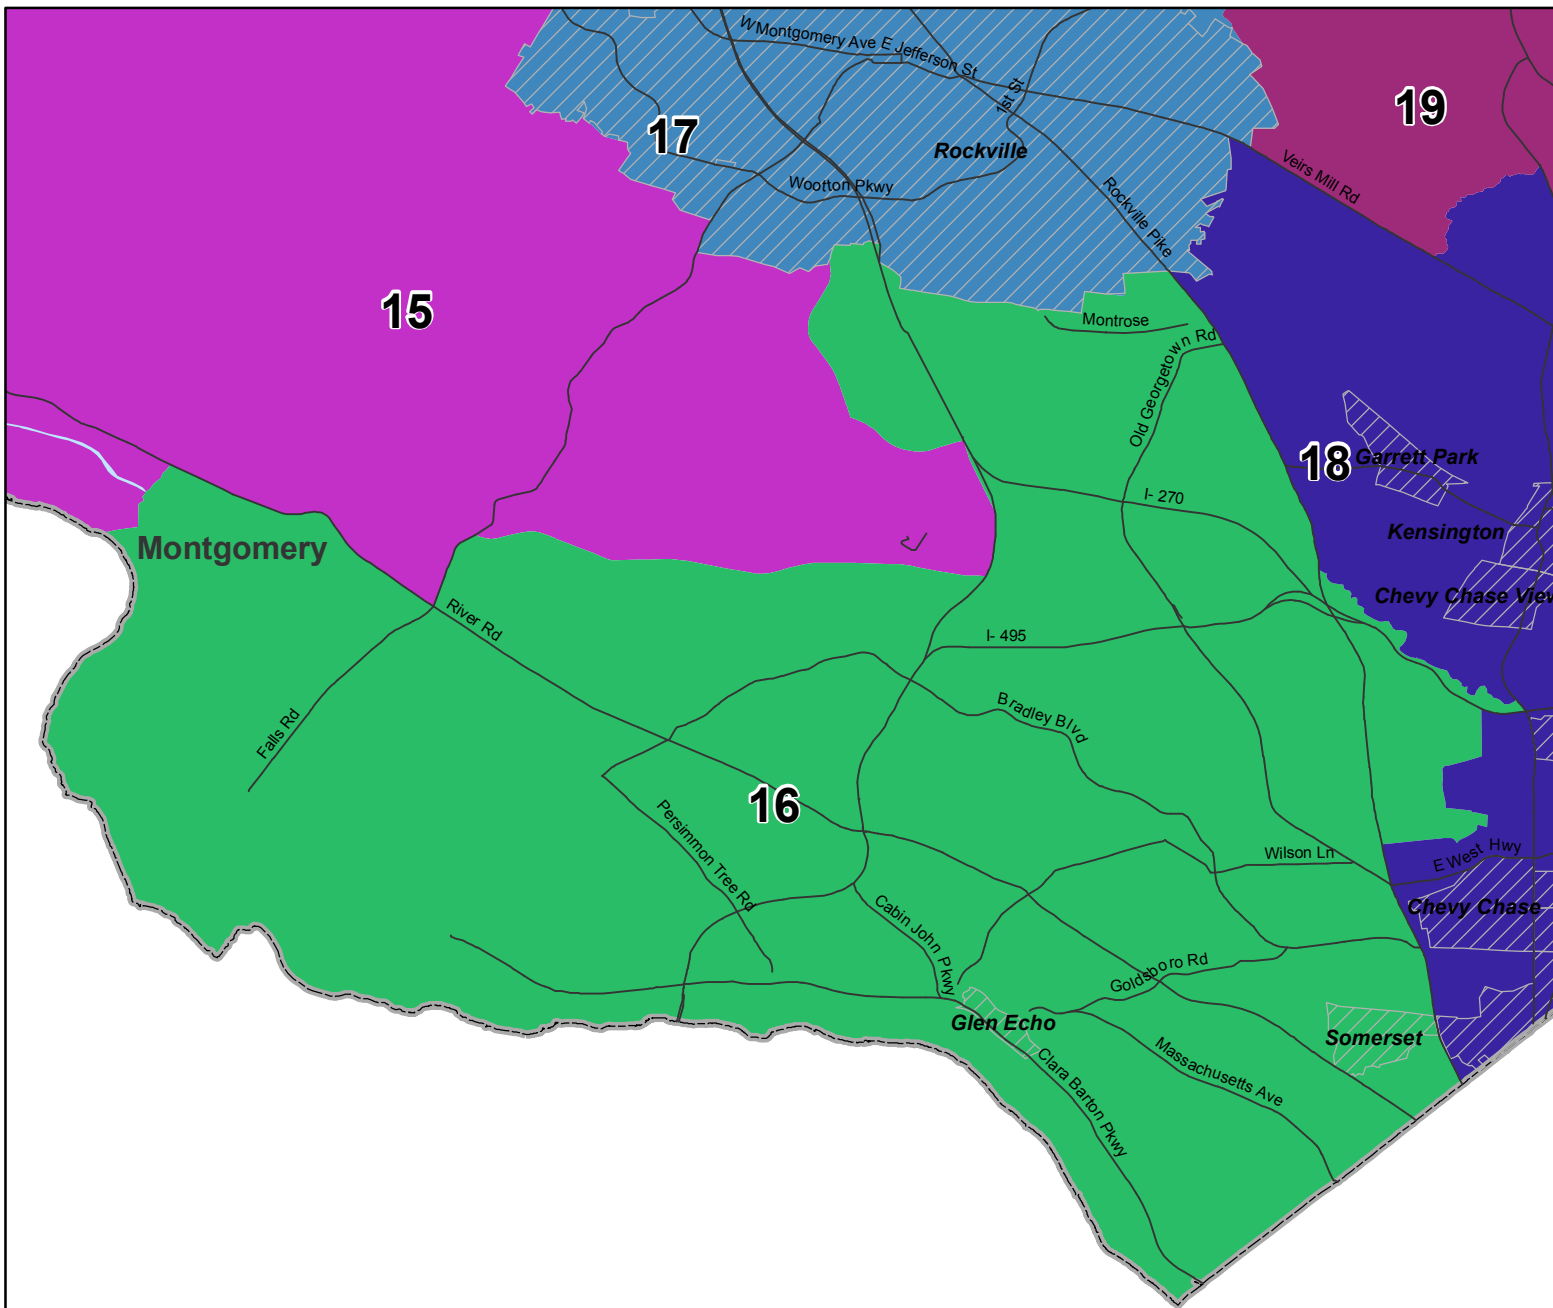 W Montgomery Ave
E Jefferson St
1st St
19
17
Rockville
Veirs Mill Rd
Wootton Pkwy
Rockville Pike
15
Montrose
Old Georgetown Rd
18
Garrett Park
I- 270
Kensington
Montgomery
Chevy Chase View
River Rd
I- 495
Falls Rd
Bradley Blvd
16
Persimmon Tree Rd
Wilson Ln
E West Hwy
Cabin John Pkwy
Chevy Chase
Goldsboro Rd
Glen Echo
Somerset
Clara Barton Pkwy
Massachusetts Ave